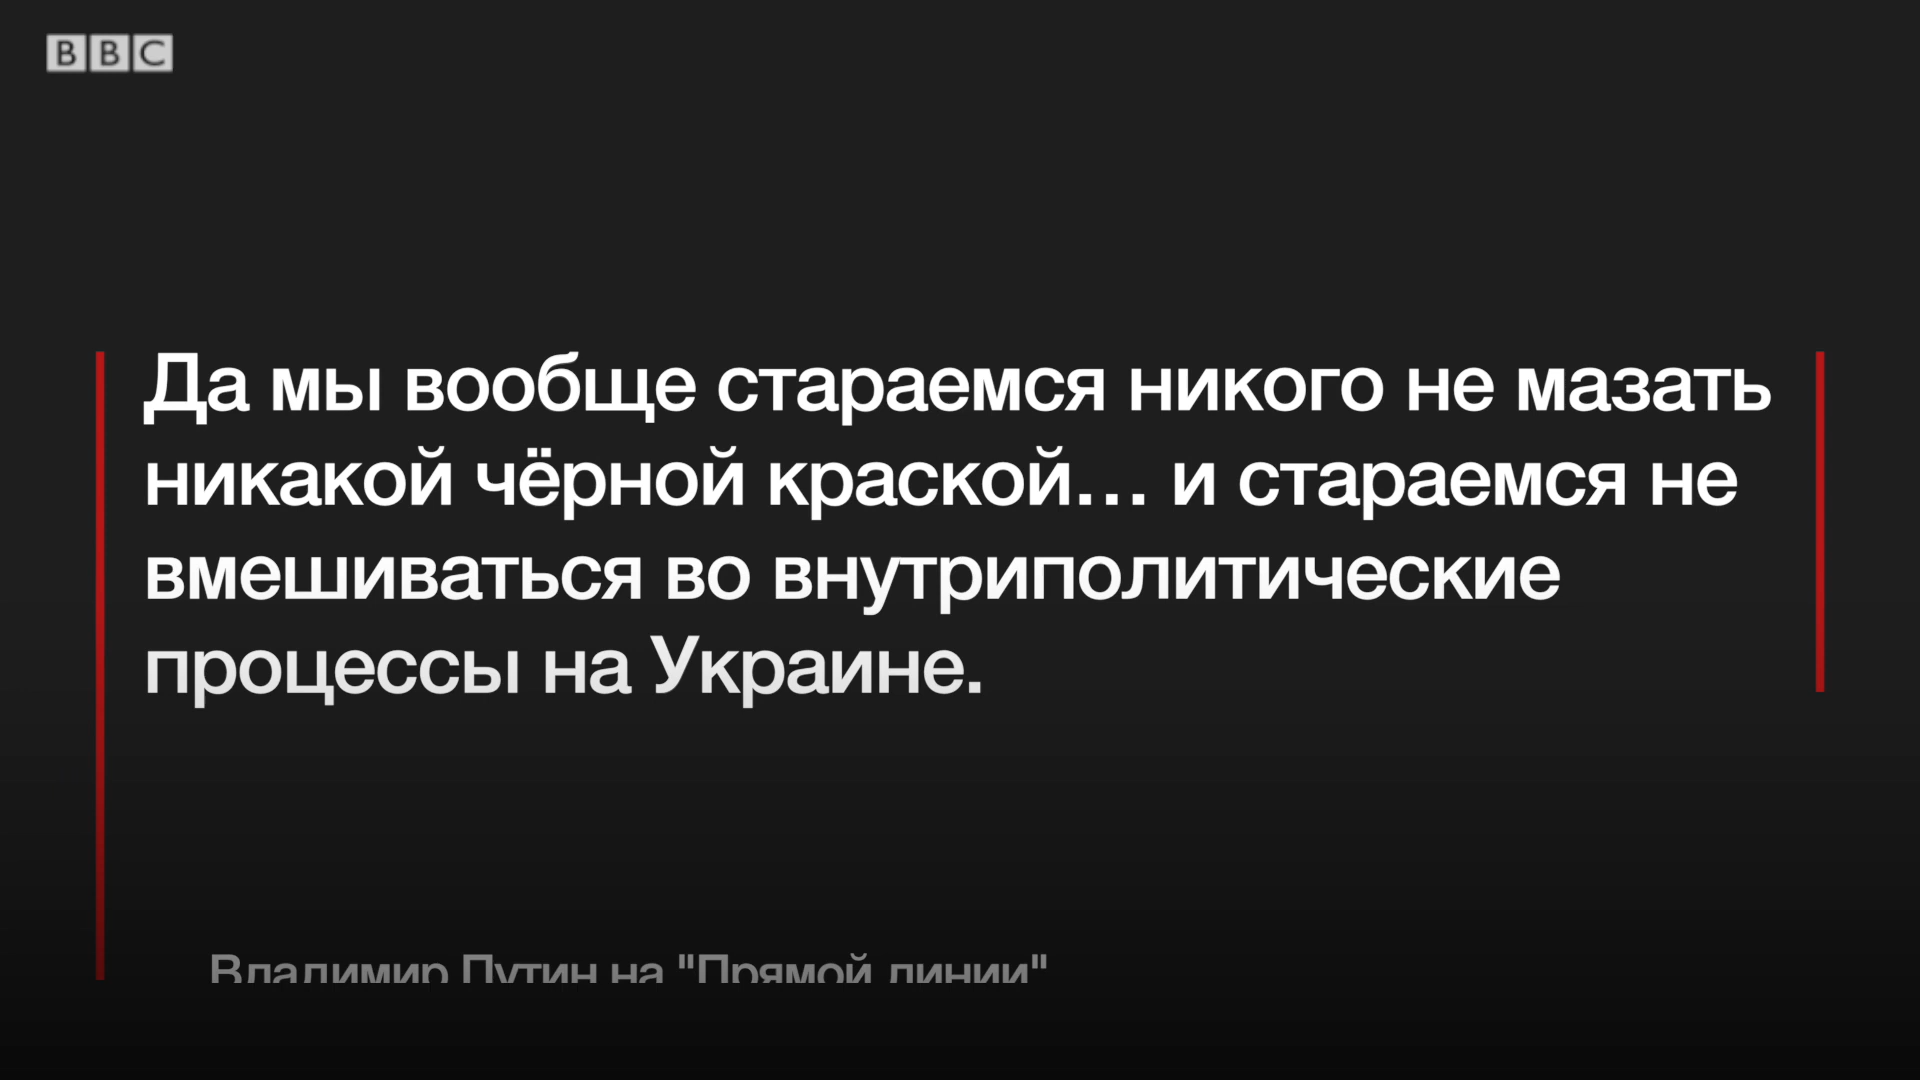 BBC
Да мы вообще стараемся никого не мазать
никакой чёрной краской… и стараемся не
вмешиваться во внутриполитические
процессы на Украине.
Владимир Путин на "Прямой линии"